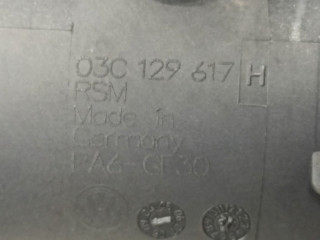 03C 129 617 H
RSM
Made in
Germany
PA6-GF30